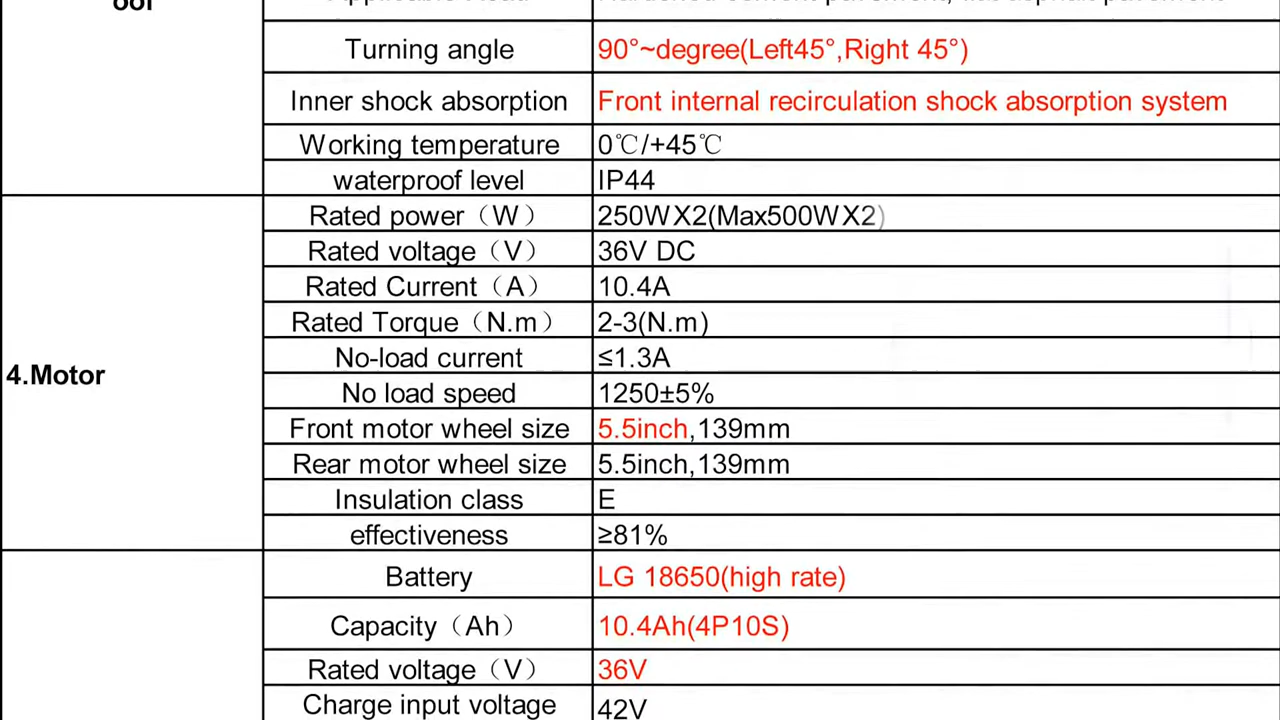 Turning angle 90°~degree(Left45°,Right 45°)
Inner shock absorption Front internal recirculation shock absorption system
Working temperature 0℃/+45℃
waterproof level IP44
4.Motor
Rated power（W） 250WX2(Max500WX2)
Rated voltage（V） 36V DC
Rated Current（A） 10.4A
Rated Torque（N.m） 2-3(N.m)
No-load current ≤1.3A
No load speed 1250±5%
Front motor wheel size 5.5inch,139mm
Rear motor wheel size 5.5inch,139mm
Insulation class E
effectiveness ≥81%
Battery LG 18650(high rate)
Capacity（Ah） 10.4Ah(4P10S)
Rated voltage（V） 36V
Charge input voltage 42V